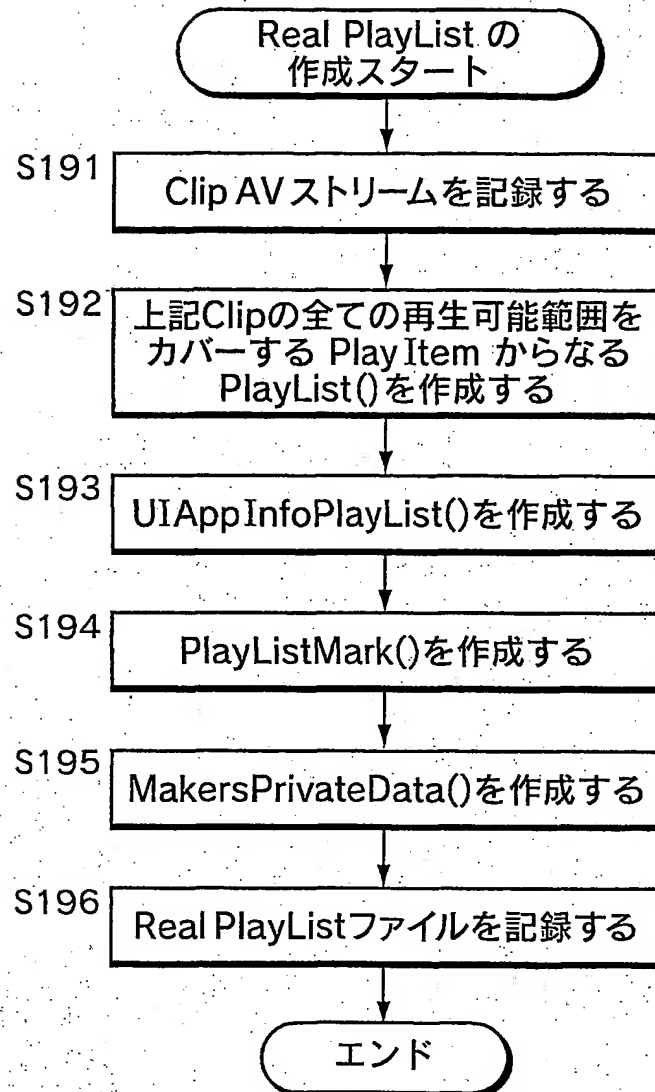 Real PlayList の
作成スタート
S191
Clip AVストリームを記録する
S192
上記Clipの全ての再生可能範囲を
カバーする PlayItem からなる
PlayList()を作成する
S193
UIAppInfoPlayList()を作成する
S194
PlayListMark()を作成する
S195
MakersPrivateData()を作成する
S196
Real PlayListファイルを記録する
エンド